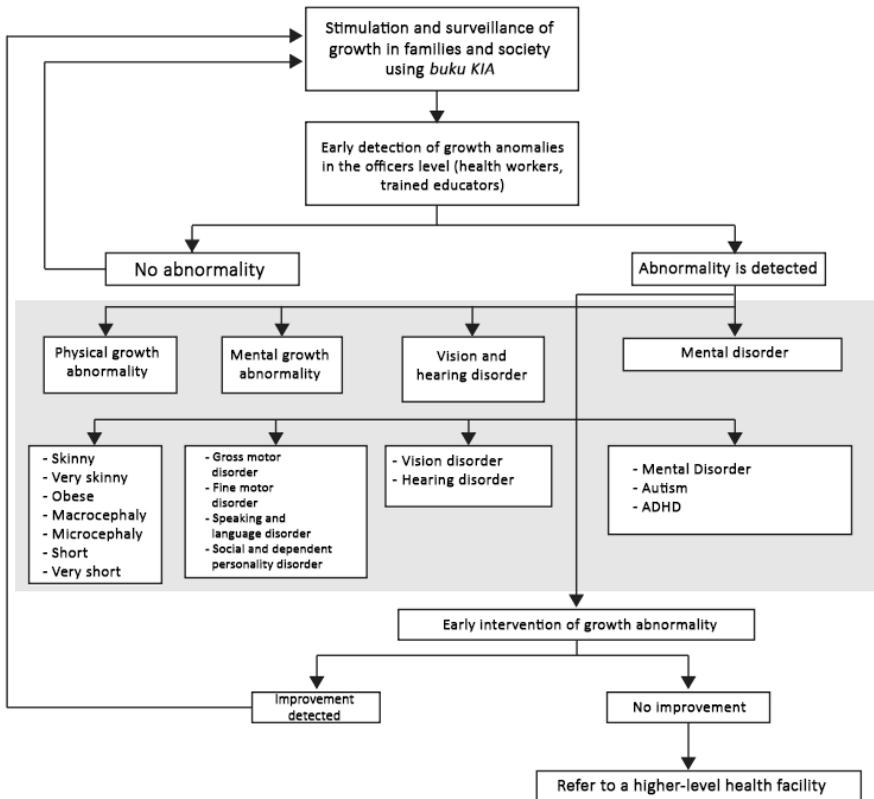 Stimulation and surveillance of
growth in families and society
using buku KIA
Early detection of growth anomalies
in the officers level (health workers,
trained educators)
No abnormality
Abnormality is detected
Physical growth
abnormality
Mental growth
abnormality
Vision and
hearing disorder
Mental disorder
- Skinny
- Very skinny
- Obese
- Macrocephaly
- Microcephaly
- Short
- Very short
- Gross motor
disorder
- Fine motor
disorder
- Speaking and
language disorder
- Social and dependent
personality disorder
- Vision disorder
- Hearing disorder
- Mental Disorder
- Autism
- ADHD
Early intervention of growth abnormality
Improvement
detected
No improvement
Refer to a higher-level health facility